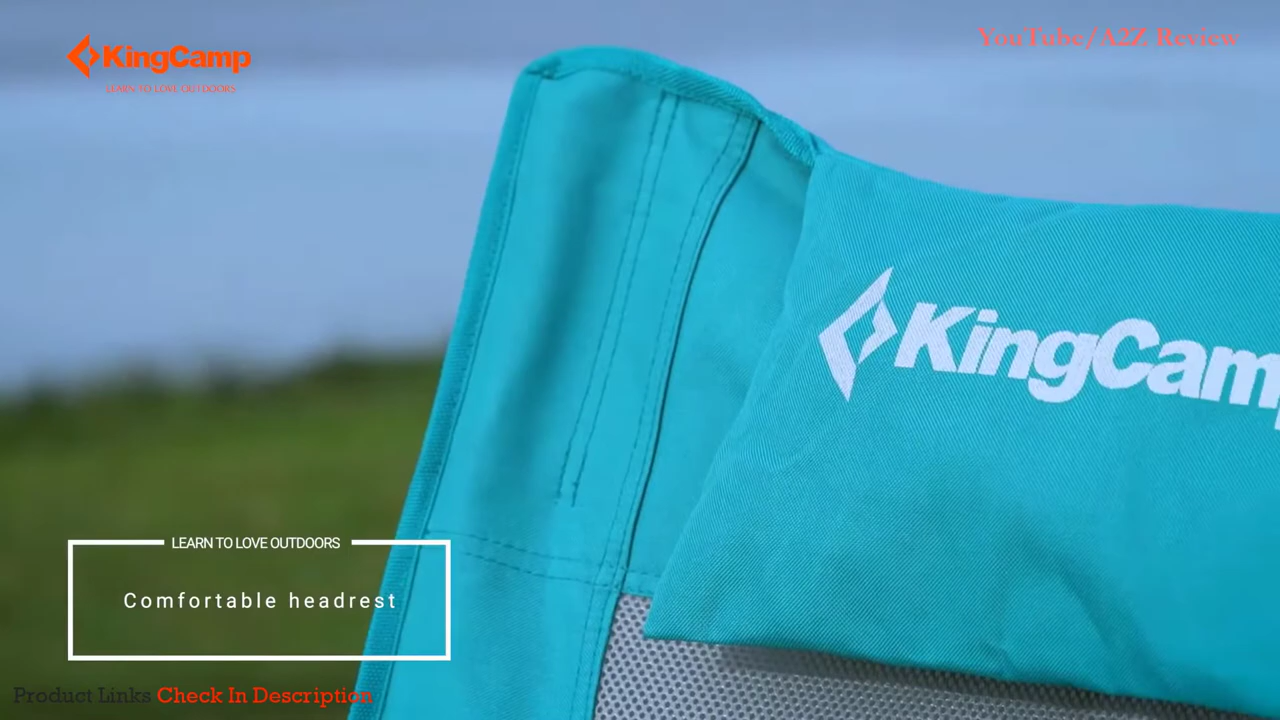 KingCamp
LEARN TO LOVE OUTDOORS
YouTube/A2Z Review
KingCam
LEARN TO LOVE OUTDOORS
Comfortable headrest
Product Links Check In Description